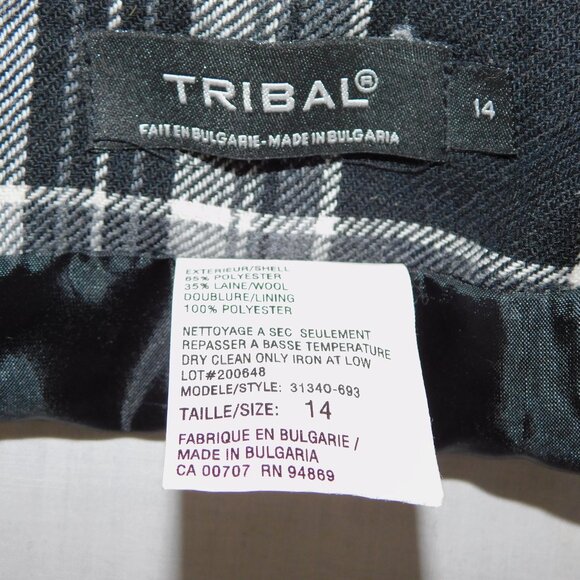 TRIBAL®
14
FAIT EN BULGARIE-MADE IN BULGARIA
EXTERIEUR/SHELL
65% POLYESTER
35% LAINE/WOOL
DOUBLURE/LINING
100% POLYESTER
NETTOYAGE A SEC SEULEMENT
REPASSER A BASSE TEMPERATURE
DRY CLEAN ONLY IRON AT LOW
LOT#200648
MODELE/STYLE: 31340-693
TAILLE/SIZE: 14
FABRIQUE EN BULGARIE /
MADE IN BULGARIA
CA 00707 RN 94869